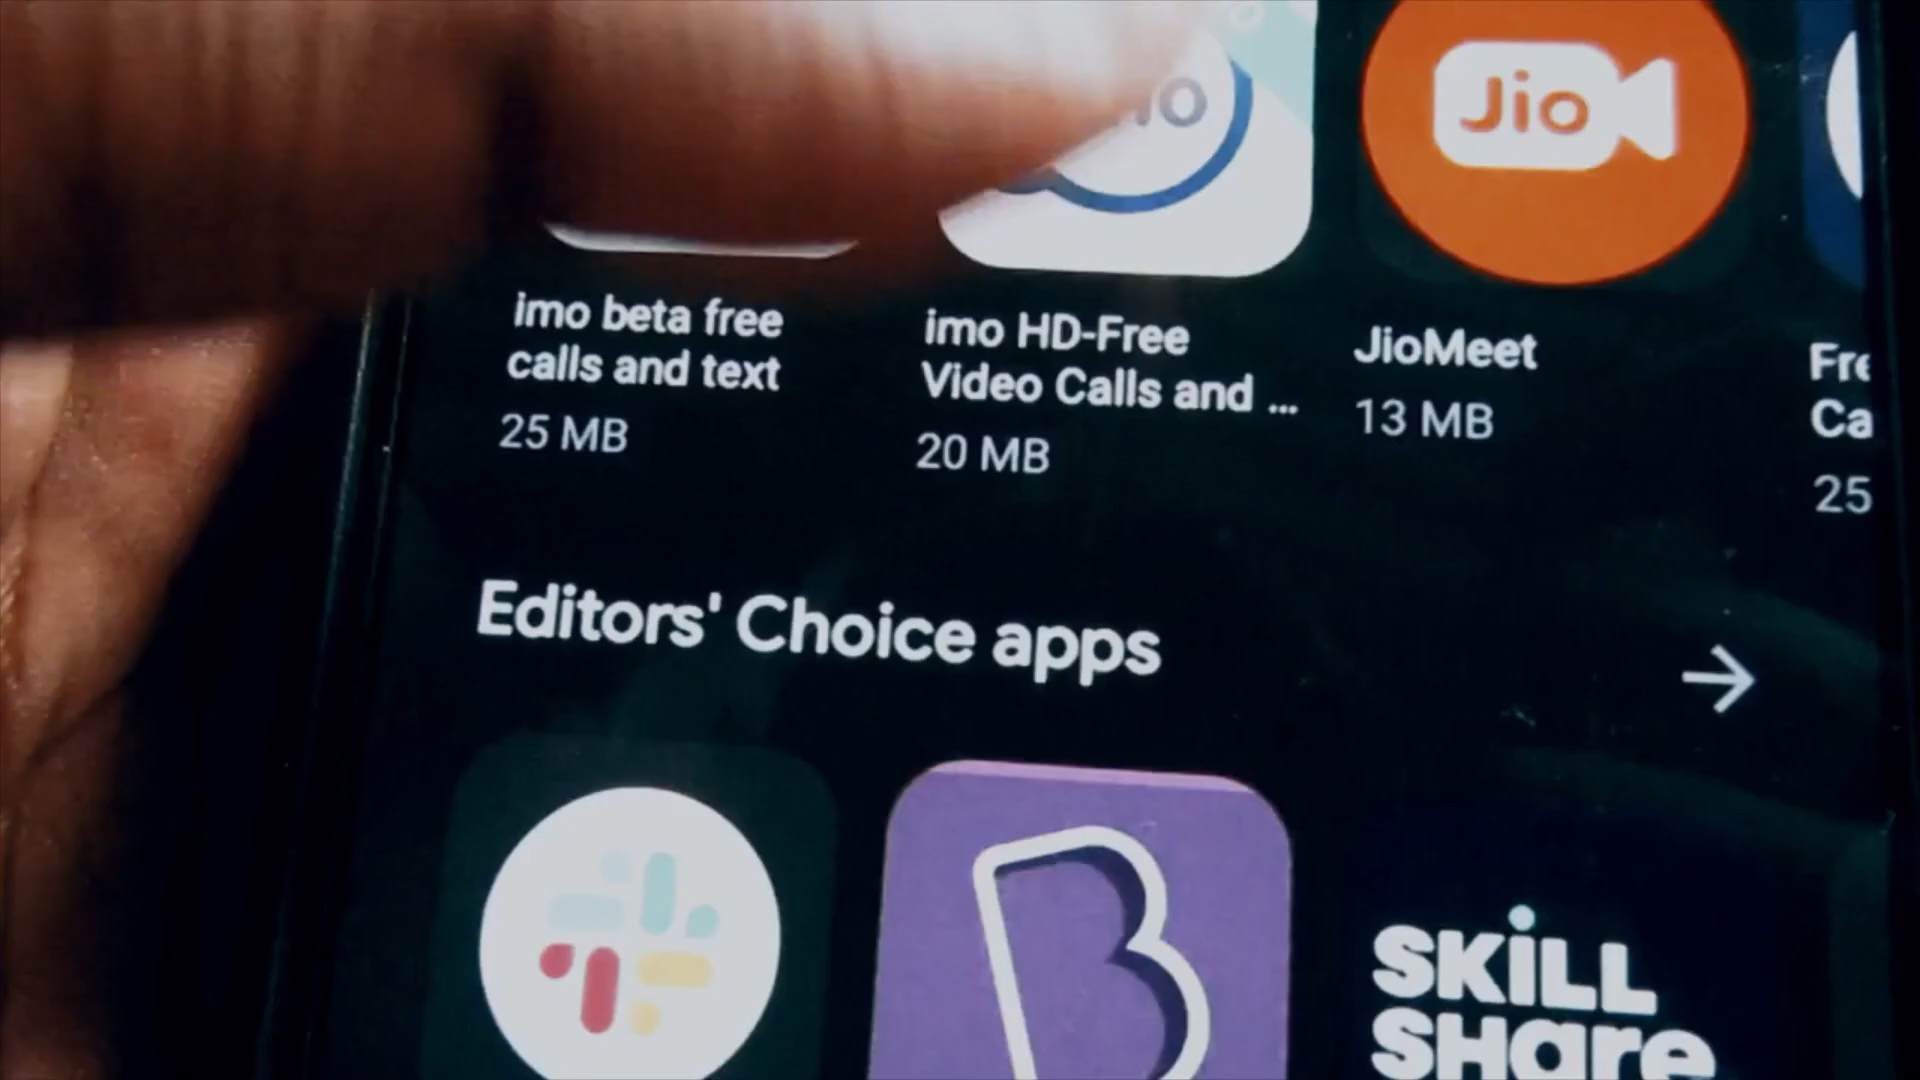 Jio
imo beta free
calls and text
25 MB
imo HD-Free
Video Calls and ...
20 MB
JioMeet
13 MB
25
Editors' Choice apps
B
SKiLL
SHare